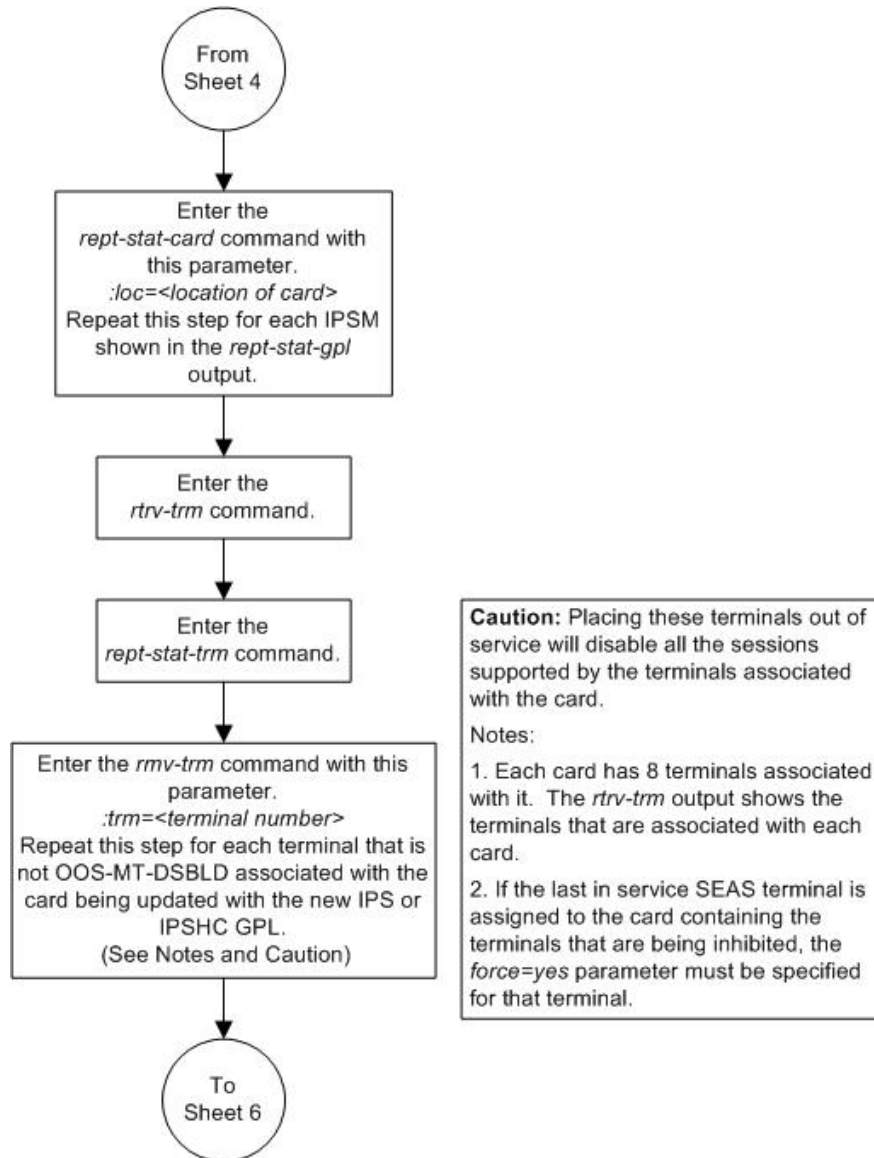 From
Sheet 4
Enter the
rept-stat-card command with
this parameter.
:loc=<location of card>
Repeat this step for each IPSM
shown in the rept-stat-gpl
output.
Enter the
rtrv-trm command.
Enter the
rept-stat-trm command.
Enter the rmv-trm command with this
parameter.
:trm=<terminal number>
Repeat this step for each terminal that is
not OOS-MT-DSBLD associated with the
card being updated with the new IPS or
IPSHC GPL.
(See Notes and Caution)
Caution: Placing these terminals out of
service will disable all the sessions
supported by the terminals associated
with the card.
Notes:
1. Each card has 8 terminals associated
with it.  The rtrv-trm output shows the
terminals that are associated with each
card.
2. If the last in service SEAS terminal is
assigned to the card containing the
terminals that are being inhibited, the
force=yes parameter must be specified
for that terminal.
To
Sheet 6